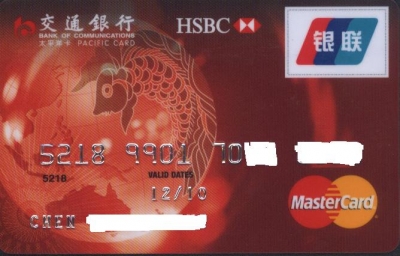 交通銀行
BANK OF COMMUNICATIONS
太平洋卡 PACIFIC CARD
HSBC
银联
5218 9901 70
5218
VALID DATES
12/10
CHEN
MasterCard